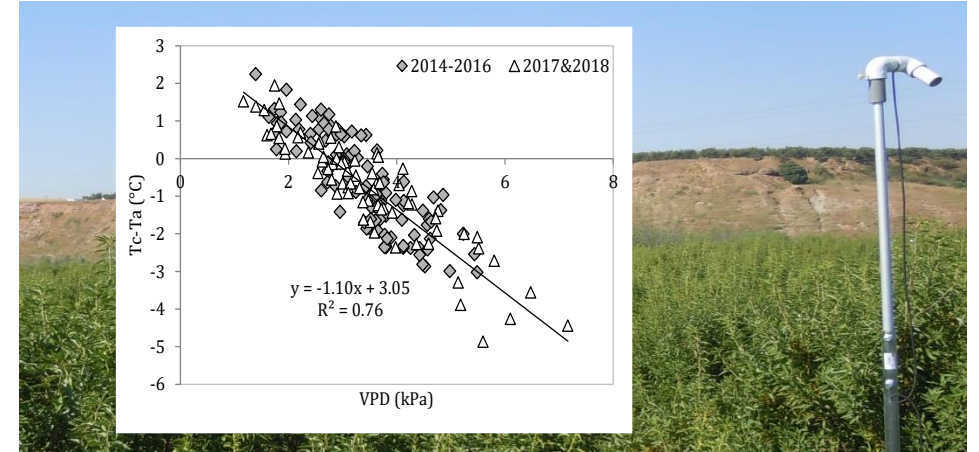 3
2014-2016 2017&2018
2
1
0
0 2 6 8
-1
-2
-3
-4
-5
-6
Tc-Ta (°C)
y = -1.10x + 3.05
R² = 0.76
VPD (kPa)